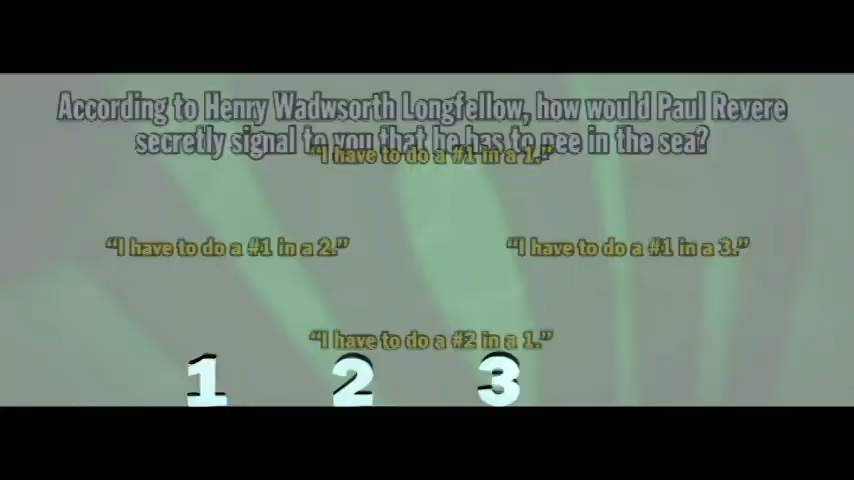 According to Henry Wadwsorth Longfellow, how would Paul Revere
secretly signal to you that he has to pee in the sea?
"I have to do a #1 in a 1."
"I have to do a #1 in a 2."
"I have to do a #1 in a 3."
"I have to do a #2 in a 1."
1 2 3